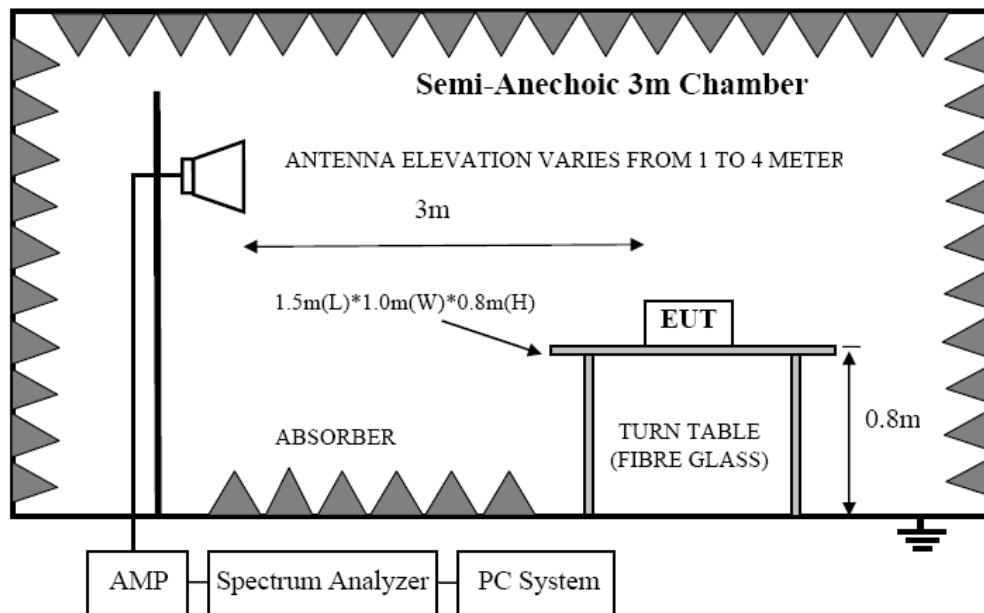 Semi-Anechoic 3m Chamber
ANTENNA ELEVATION VARIES FROM 1 TO 4 METER
3m
1.5m(L)*1.0m(W)*0.8m(H)
EUT
0.8m
ABSORBER
TURN TABLE
(FIBRE GLASS)
AMP
Spectrum Analyzer
PC System